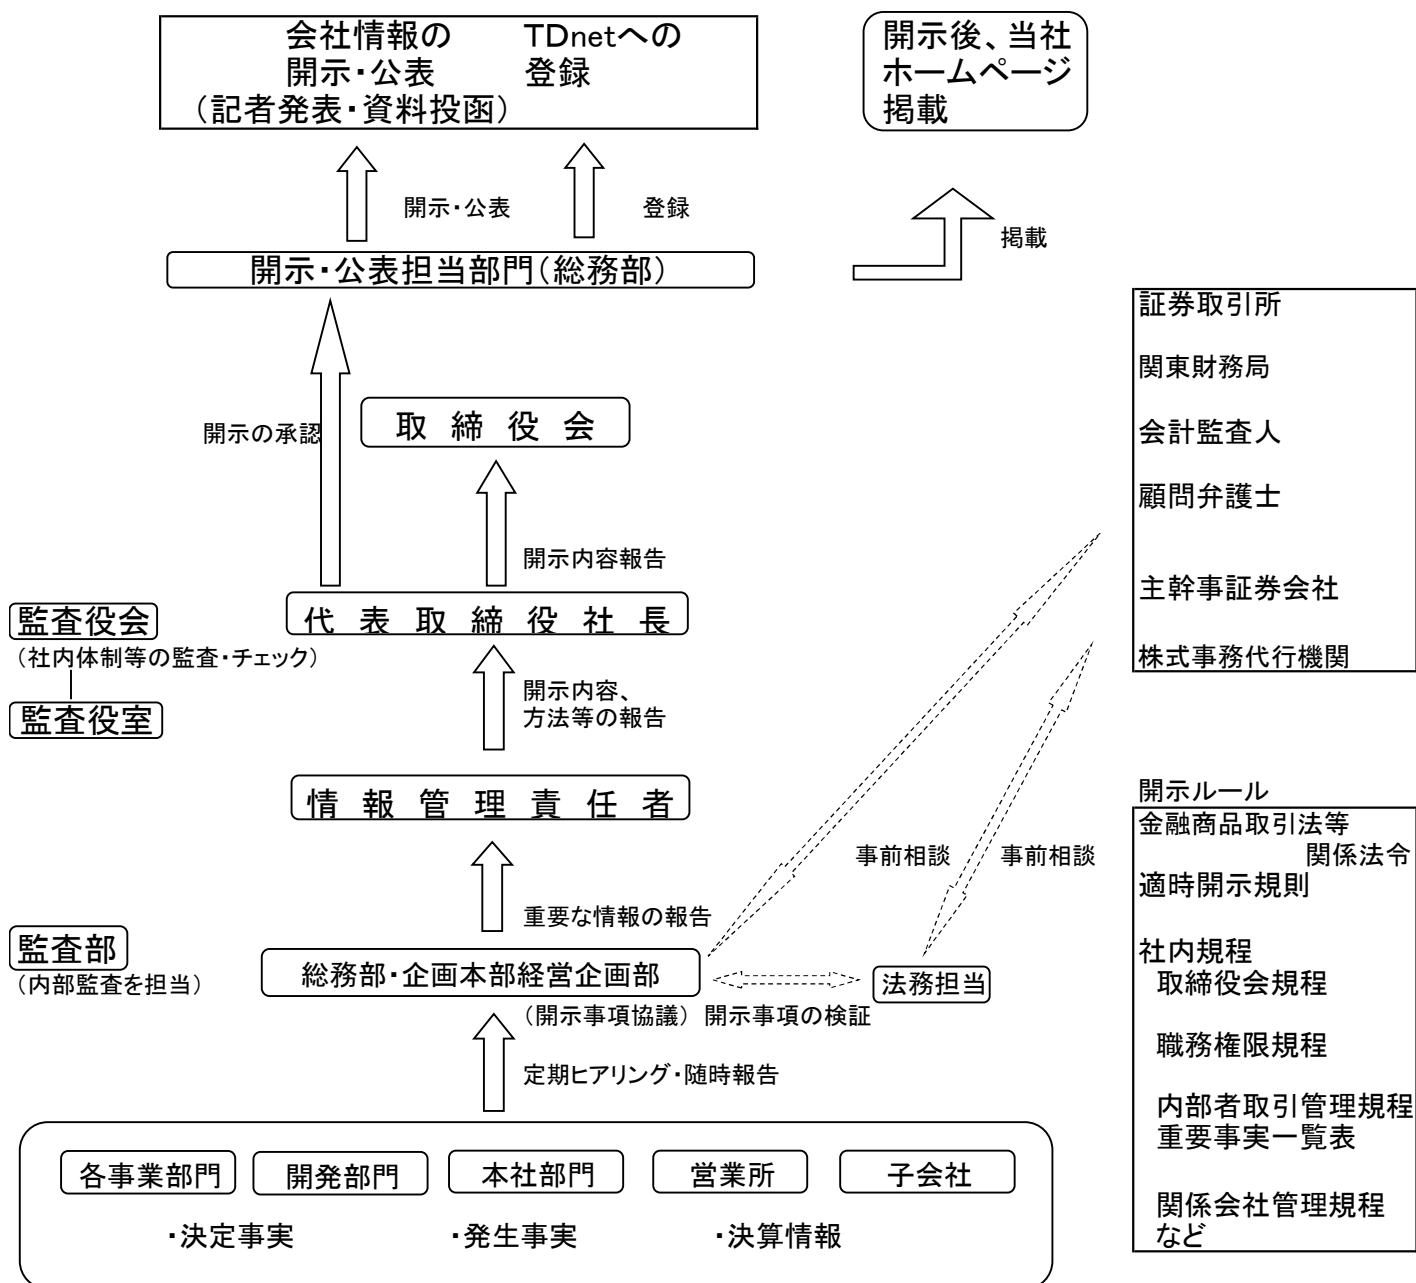 会社情報の
開示・公表
（記者発表・資料投函）
TDnetへの
登録
開示後、当社
ホームページ
掲載
開示・公表
登録
掲載
開示・公表担当部門（総務部）
開示の承認
取締役会
開示内容報告
代表取締役社長
監査役会
（社内体制等の監査・チェック）
監査役室
開示内容、
方法等の報告
情報管理責任者
重要な情報の報告
監査部
（内部監査を担当）
総務部・企画本部経営企画部
（開示事項協議）
開示事項の検証
法務担当
事前相談
事前相談
定期ヒアリング・随時報告
各事業部門
開発部門
本社部門
営業所
子会社
・決定事実
・発生事実
・決算情報
証券取引所
関東財務局
会計監査人
顧問弁護士
主幹事証券会社
株式事務代行機関
開示ルール
金融商品取引法等
関係法令
適時開示規則
社内規程
取締役会規程
職務権限規程
内部者取引管理規程
重要事実一覧表
関係会社管理規程
など